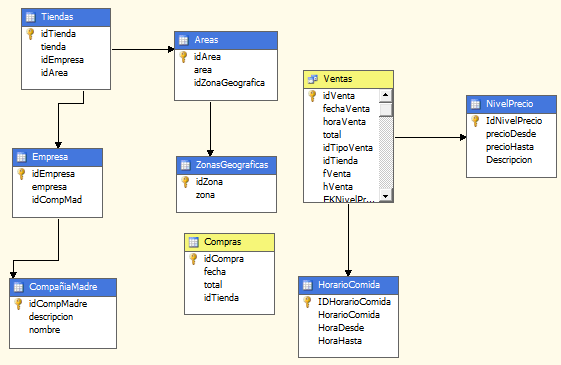 Tiendas
idTienda
tienda
idEmpresa
idArea
Areas
idArea
area
idZonaGeografica
Ventas
idVenta
fechaVenta
horaVenta
total
idTipoVenta
idTienda
fVenta
hVenta
FKNivelPr...
NivelPrecio
IdNivelPrecio
precioDesde
precioHasta
Descripcion
Empresa
idEmpresa
empresa
idCompMad
ZonasGeograficas
idZona
zona
Compras
idCompra
fecha
total
idTienda
CompañiaMadre
idCompMadre
descripcion
nombre
HorarioComida
IDHorarioComida
HorarioComida
HoraDesde
HoraHasta